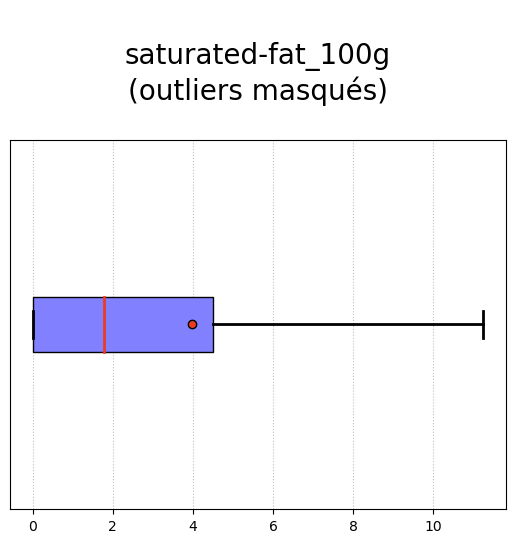 saturated-fat_100g
(outliers masqués)
0 2 4 6 8 10